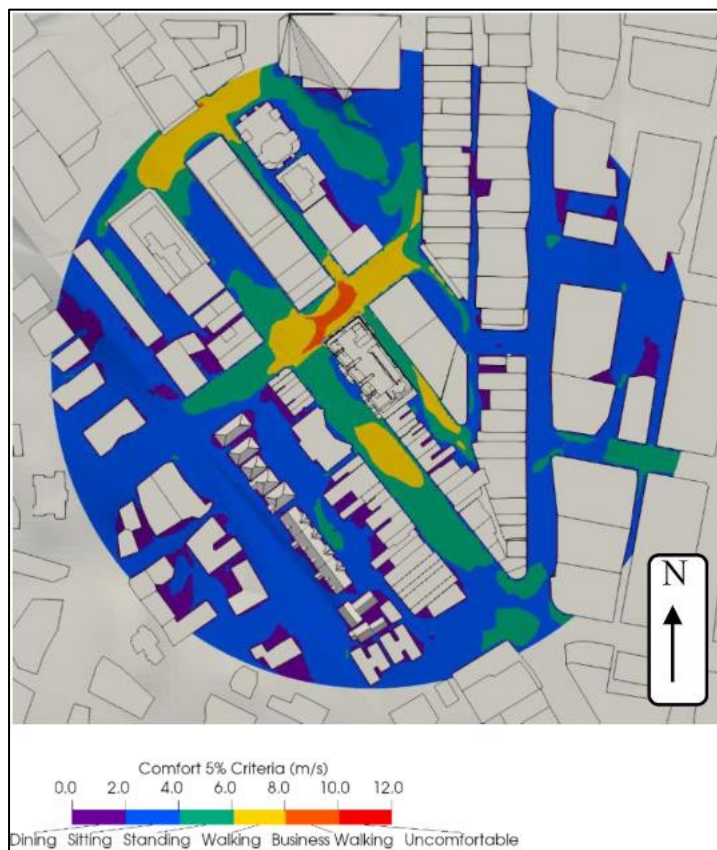 N
Comfort 5% Criteria (m/s)
0.0 2.0 4.0 6.0 8.0 10.0 12.0
Dining Sitting Standing Walking Business Walking Uncomfortable